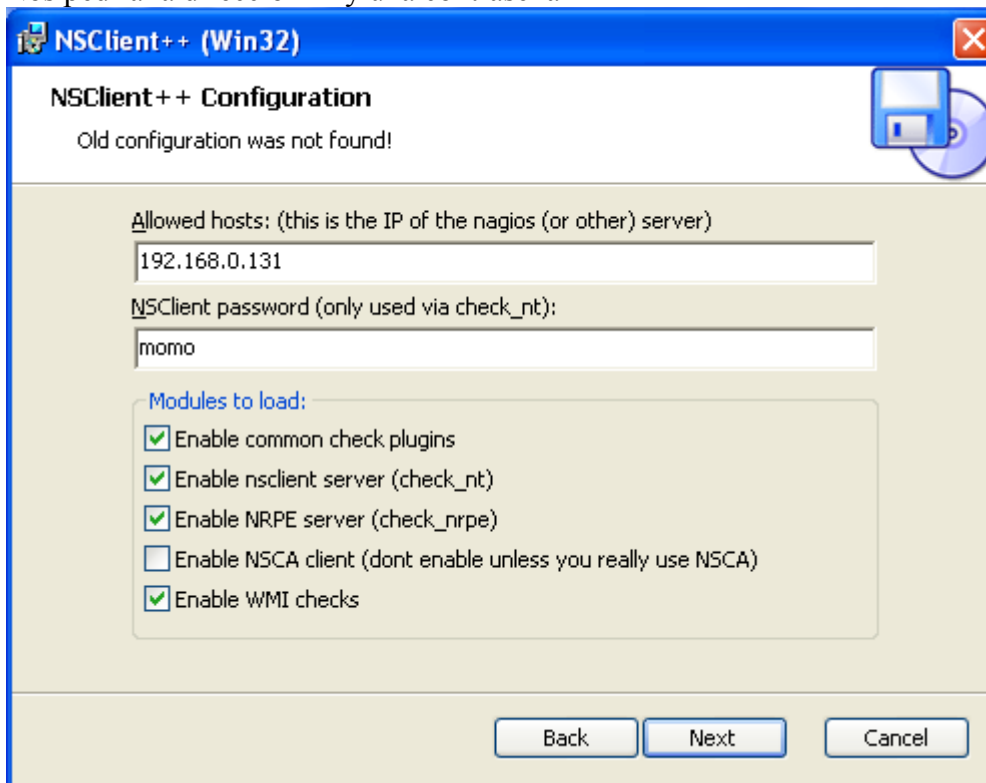 NSClient++ (Win32)
NSClient++ Configuration
Old configuration was not found!
Allowed hosts: (this is the IP of the nagios (or other) server)
192.168.0.131
NSClient password (only used via check_nt):
momo
Modules to load:
Enable common check plugins
Enable nsclient server (check_nt)
Enable NRPE server (check_nrpe)
Enable NSCA client (dont enable unless you really use NSCA)
Enable WMI checks
Back Next Cancel